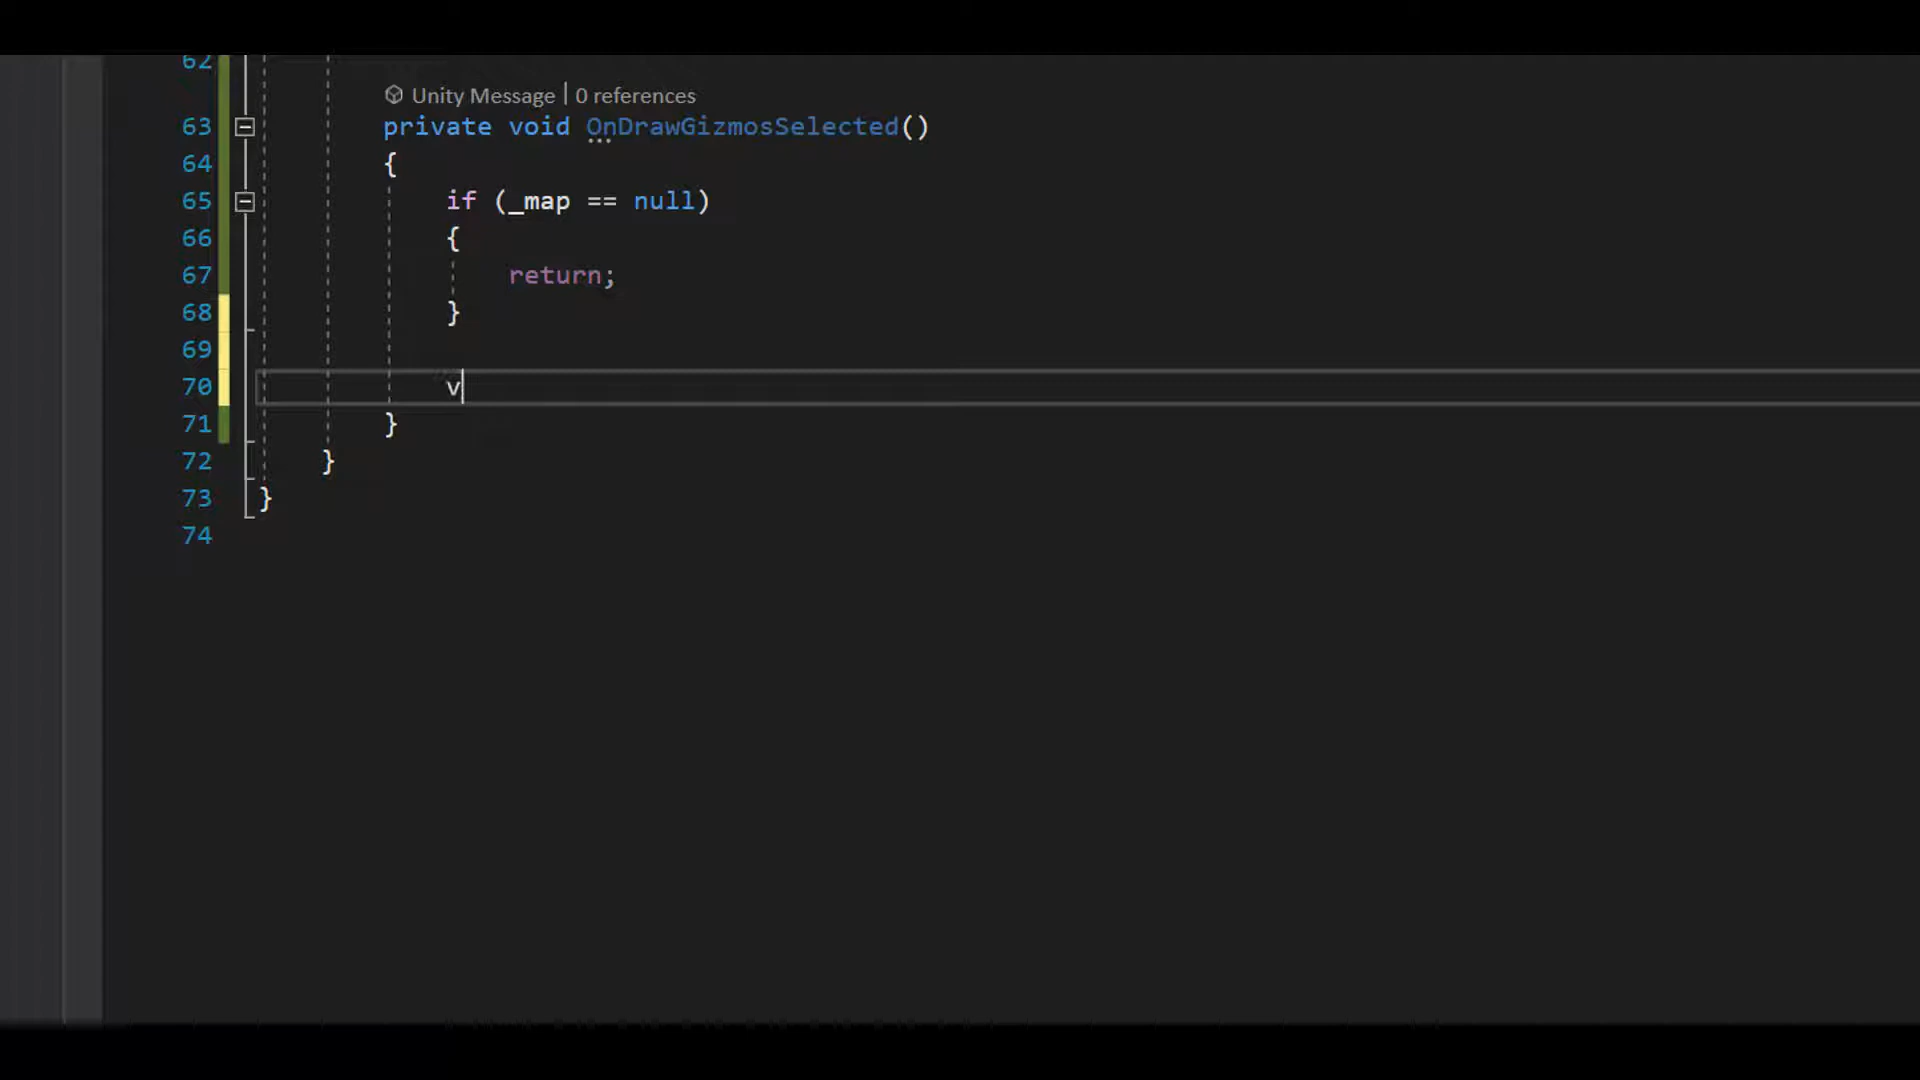 62
Unity Message | 0 references
63 private void OnDrawGizmosSelected()
64 {
65 if (_map == null)
66 {
67 return;
68 }
69
70 v
71 }
72 }
73 }
74